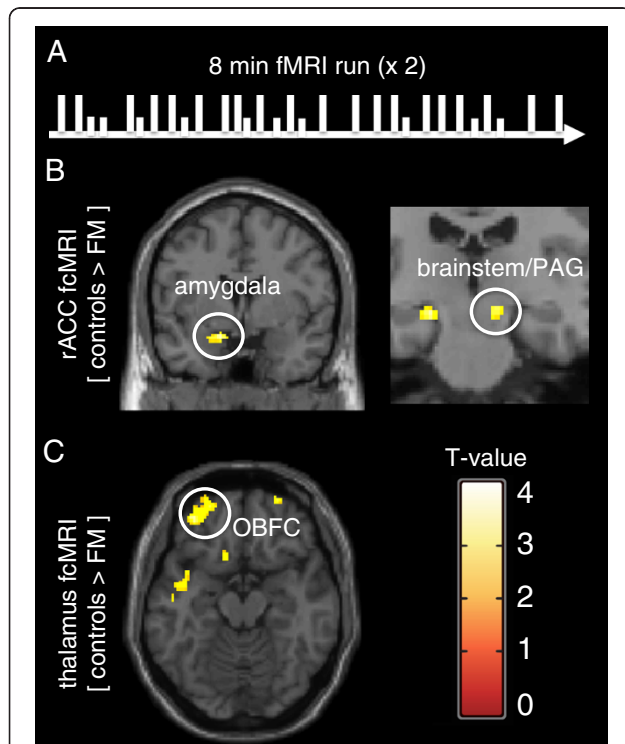 A
8 min fMRI run (x 2)
B
rACC fcMRI
[ controls > FM ]
amygdala
brainstem/PAG
C
thalamus fcMRI
[ controls > FM ]
OBFC
T-value
4
3
2
1
0